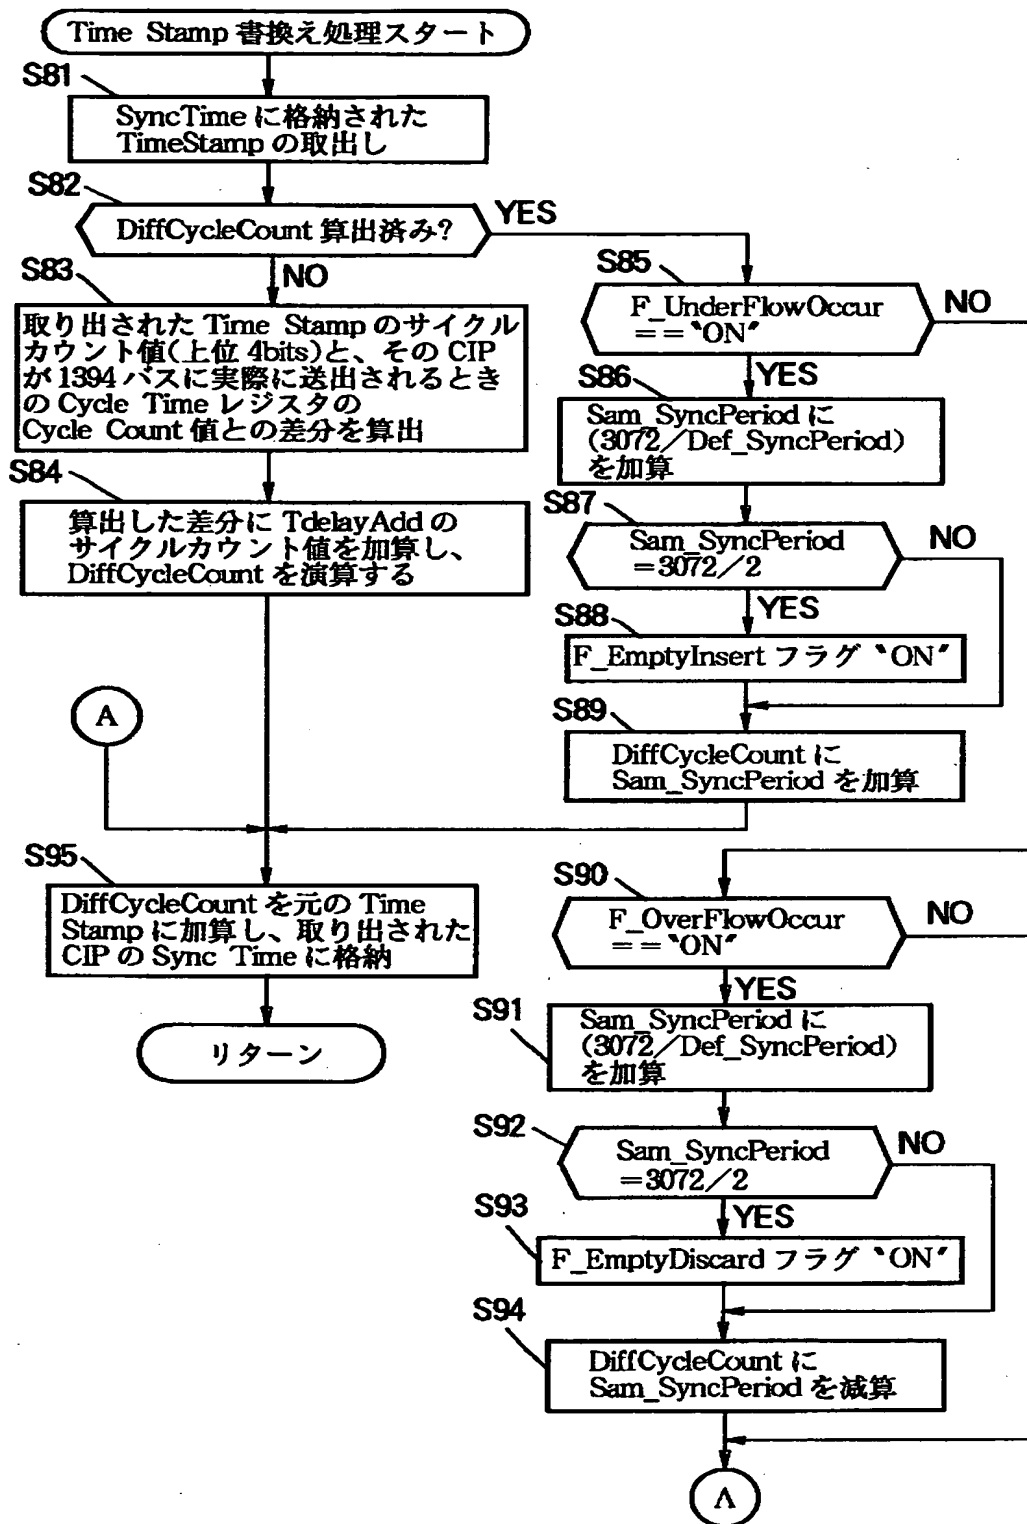 Time Stamp 書換え処理スタート
S81
SyncTime に格納された
TimeStamp の取出し
S82
DiffCycleCount 算出済み?
YES
NO
S83
取り出された Time Stamp のサイクル
カウント値(上位 4bits)と、その CIP
が 1394 バスに実際に送出されるとき
の Cycle Time レジスタの
Cycle Count 値との差分を算出
S84
算出した差分に TdelayAdd の
サイクルカウント値を加算し、
DiffCycleCount を演算する
A
S95
DiffCycleCount を元の Time
Stamp に加算し、取り出された
CIP の Sync Time に格納
リターン
S85
F_UnderFlowOccur
==〝ON〞
NO
YES
S86
Sam_SyncPeriod に
(3072/Def_SyncPeriod)
を加算
S87
Sam_SyncPeriod
=3072/2
NO
YES
S88
F_EmptyInsert フラグ 〝ON〞
S89
DiffCycleCount に
Sam_SyncPeriod を加算
S90
F_OverFlowOccur
==〝ON〞
NO
YES
S91
Sam_SyncPeriod に
(3072/Def_SyncPeriod)
を加算
S92
Sam_SyncPeriod
=3072/2
NO
YES
S93
F_EmptyDiscard フラグ 〝ON〞
S94
DiffCycleCount に
Sam_SyncPeriod を減算
A